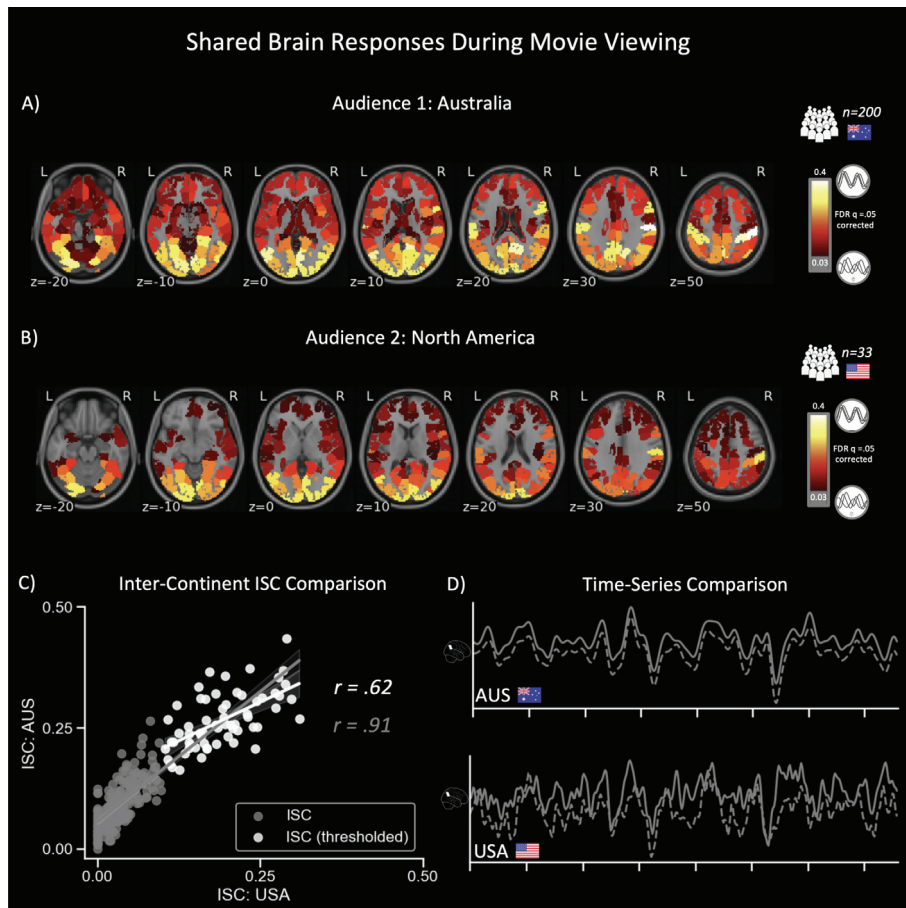 Shared Brain Responses During Movie Viewing
A)
Audience 1: Australia
n=200
L R L R L R L R L R L R L R
0.4
FDR q =.05
corrected
0.03
z=-20 z=-10 z=0 z=10 z=20 z=30 z=50
B)
Audience 2: North America
n=33
L R L R L R L R L R L R L R
0.4
FDR q =.05
corrected
0.03
z=-20 z=-10 z=0 z=10 z=20 z=30 z=50
C)
Inter-Continent ISC Comparison
0.50
r = .62
ISC: AUS
0.25
r = .91
ISC
ISC (thresholded)
0.00
0.00 0.25 0.50
ISC: USA
D)
Time-Series Comparison
AUS
USA